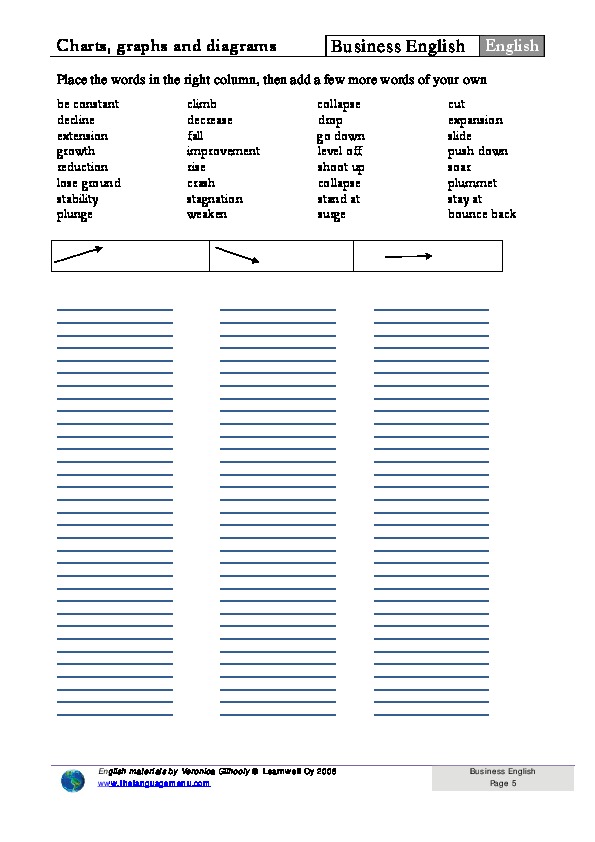 Charts, graphs and diagrams Business English English
Place the words in the right column, then add a few more words of your own
be constant climb collapse cut
decline decrease drop expansion
extension fall go down slide
growth improvement level off push down
reduction rise shoot up soar
lose ground crash collapse plummet
stability stagnation stand at stay at
plunge weaken surge bounce back
English materials by Veronica Gilhooly © Learnwell Oy 2006 Business English
www.thelanguagemenu.com Page 5